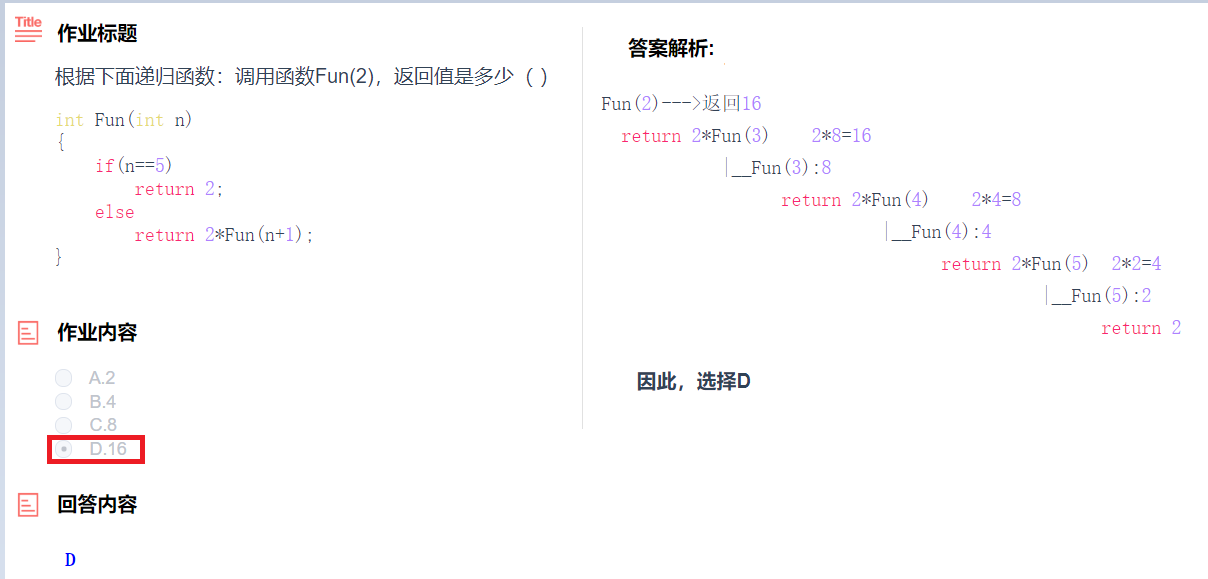 Title
作业标题
根据下面递归函数：调用函数Fun(2)，返回值是多少（ ）
int Fun(int n)
{
    if(n==5)
        return 2;
    else
        return 2*Fun(n+1);
}
作业内容
A.2
B.4
C.8
D.16
回答内容
D
答案解析:
Fun(2)--->返回16
return 2*Fun(3)    2*8=16
|__Fun(3):8
return 2*Fun(4)    2*4=8
|__Fun(4):4
return 2*Fun(5)  2*2=4
|__Fun(5):2
return 2
因此，选择D